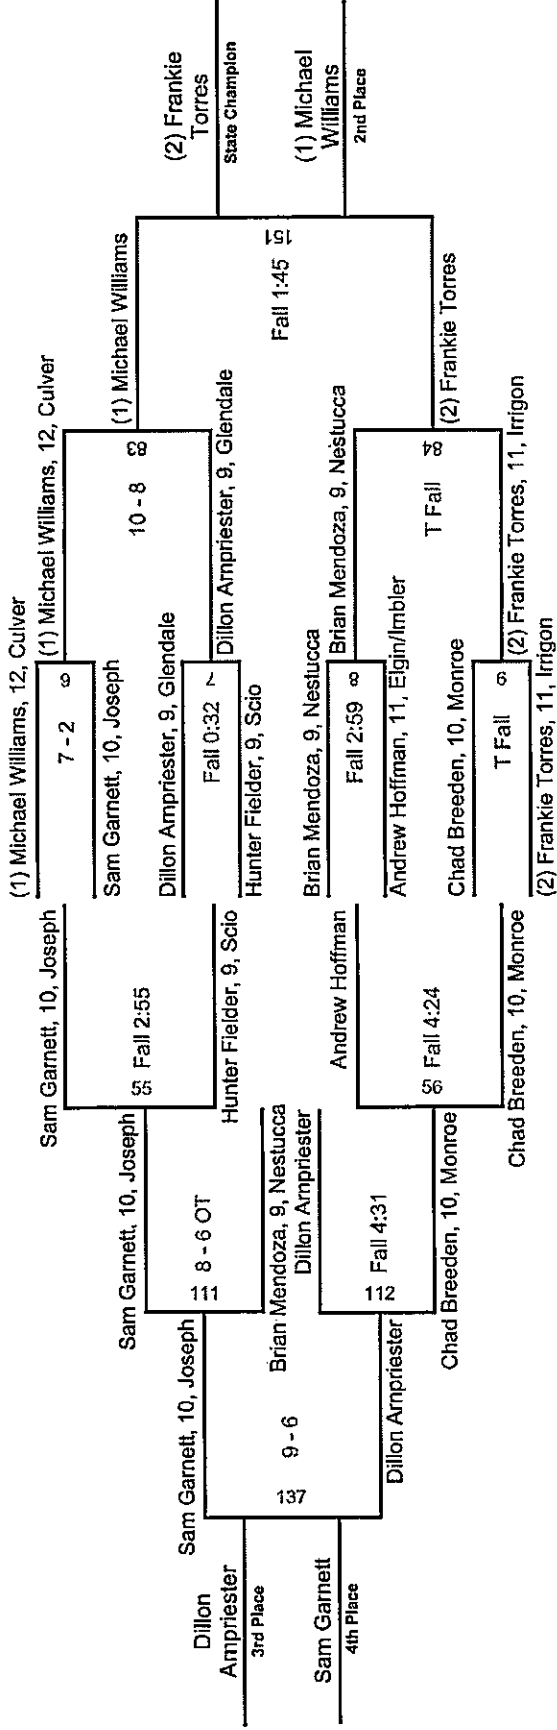 (1) Michael Williams, 12, Culver
7 - 2
6
Sam Garnett, 10, Joseph
Dillon Arnpriester, 9, Glendale
Fall 0:32
7
Hunter Fielder, 9, Scio
Brian Mendoza, 9, Nestucca
Fall 2:59
8
Andrew Hoffman, 11, Elgin/Imbler
Chad Breeden, 10, Monroe
T Fall
9
(2) Frankie Torres, 11, Irrigon
(1) Michael Williams, 12, Culver
10 - 8
83
Dillon Arnpriester, 9, Glendale
Brian Mendoza, 9, Nestucca
T Fall
84
(2) Frankie Torres, 11, Irrigon
(1) Michael Williams
Fall 1:45
151
(2) Frankie Torres
(2) Frankie
Torres
State Champion
(1) Michael
Williams
2nd Place
Sam Garnett, 10, Joseph
55
Fall 2:55
Hunter Fielder, 9, Scio
Andrew Hoffman
56
Fall 4:24
Chad Breeden, 10, Monroe
Sam Garnett, 10, Joseph
111
8 - 6 OT
Brian Mendoza, 9, Nestucca
Dillon Arnpriester
112
Fall 4:31
Chad Breeden, 10, Monroe
Sam Garnett, 10, Joseph
137
9 - 6
Dillon Arnpriester
Dillon
Arnpriester
3rd Place
Sam Garnett
4th Place